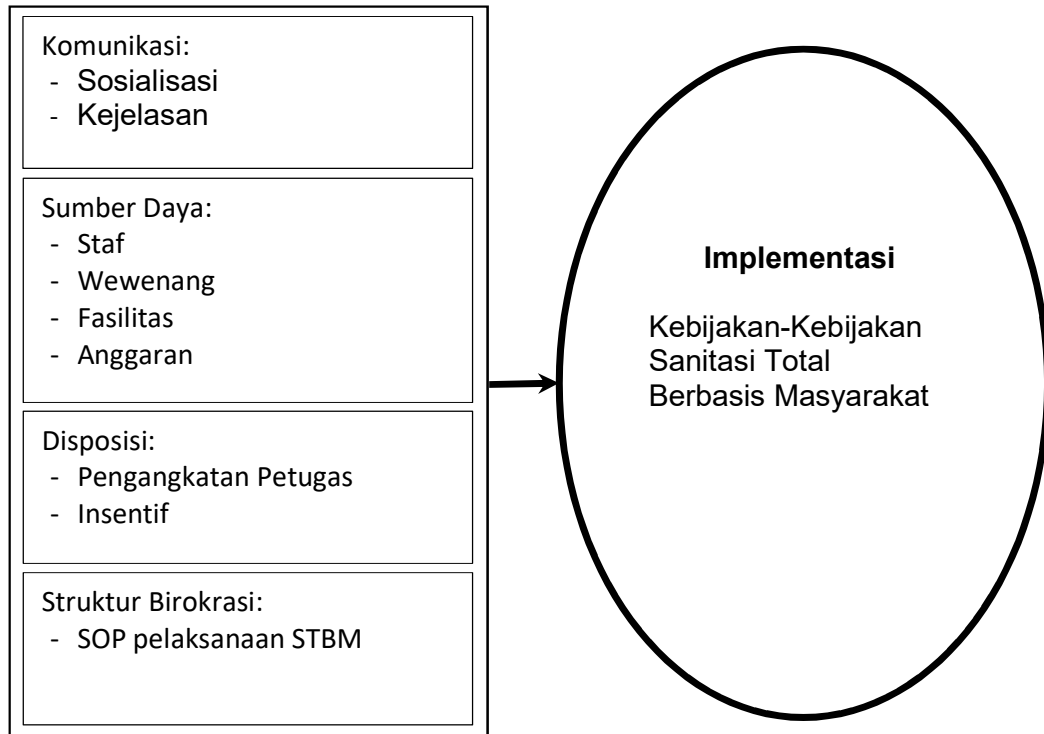 Komunikasi:
- Sosialisasi
- Kejelasan
Sumber Daya:
- Staf
- Wewenang
- Fasilitas
- Anggaran
Disposisi:
- Pengangkatan Petugas
- Insentif
Struktur Birokrasi:
- SOP pelaksanaan STBM
Implementasi
Kebijakan-Kebijakan
Sanitasi Total
Berbasis Masyarakat